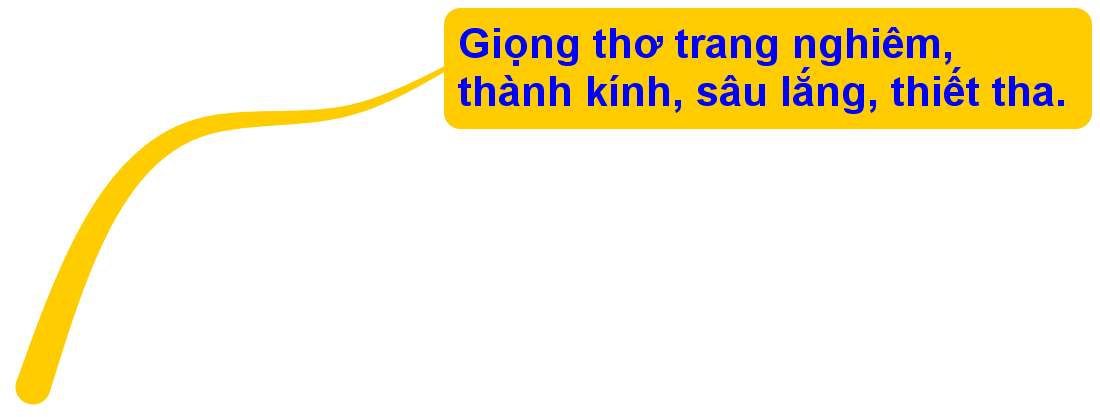 Giọng thơ trang nghiêm,
thành kính, sâu lắng, thiết tha.